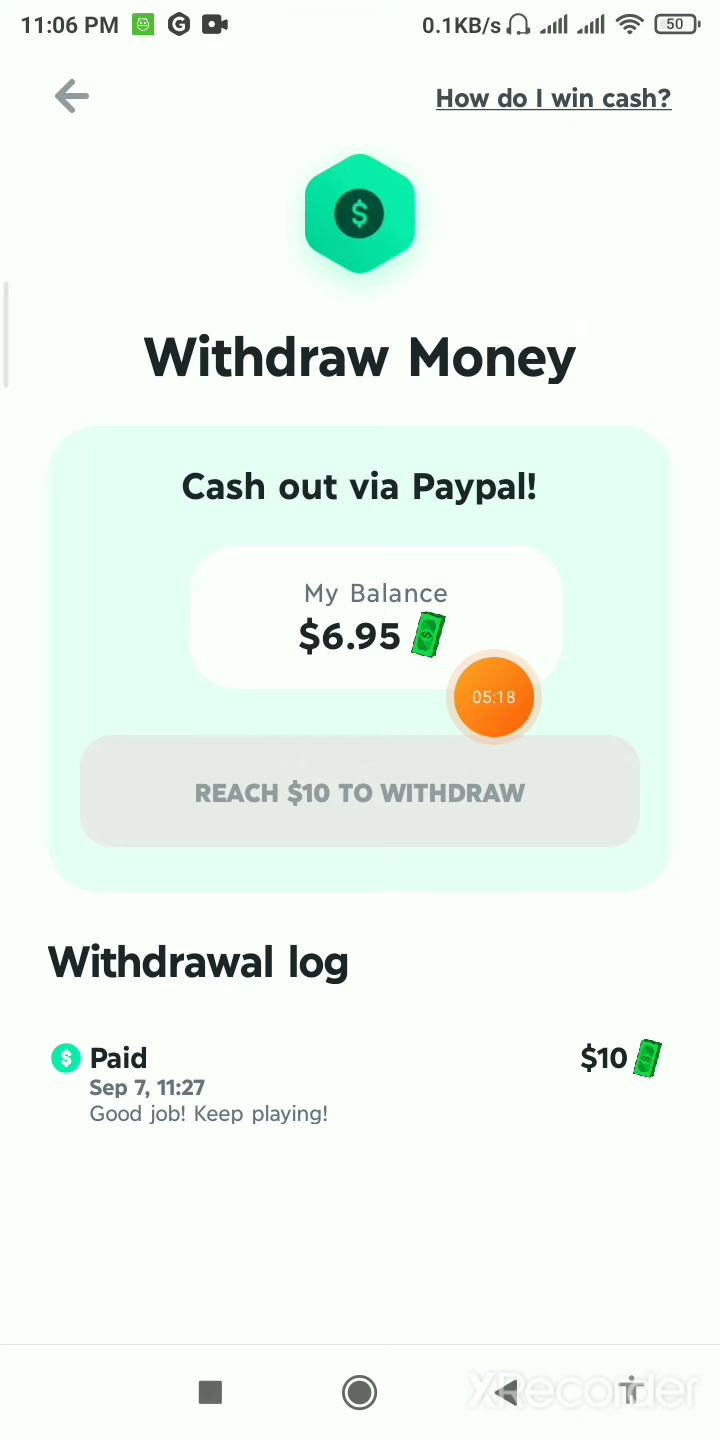 11:06 PM
0.1KB/s
50
How do I win cash?
$
Withdraw Money
Cash out via Paypal!
My Balance
$6.95
05:18
REACH $10 TO WITHDRAW
Withdrawal log
$ Paid
$10
Sep 7, 11:27
Good job! Keep playing!
XRecorder